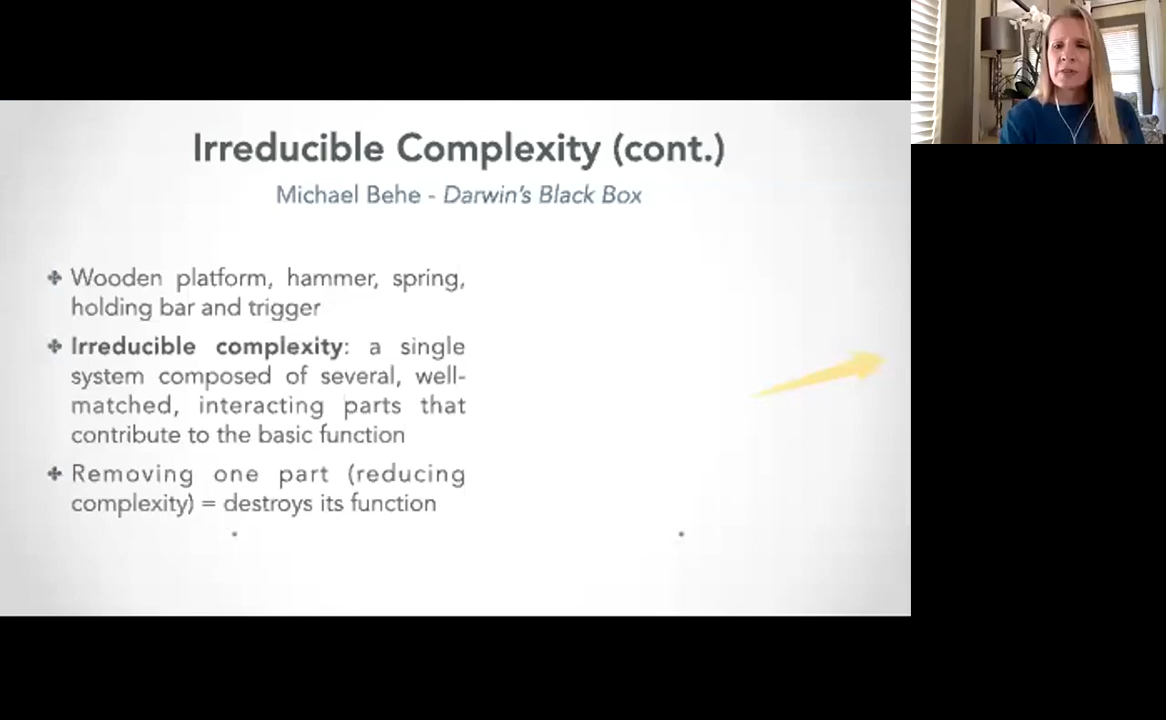 Irreducible Complexity (cont.)
Michael Behe - Darwin's Black Box
Wooden platform, hammer, spring,
holding bar and trigger
Irreducible complexity: a single
system composed of several, well-
matched, interacting parts that
contribute to the basic function
Removing one part (reducing
complexity) = destroys its function